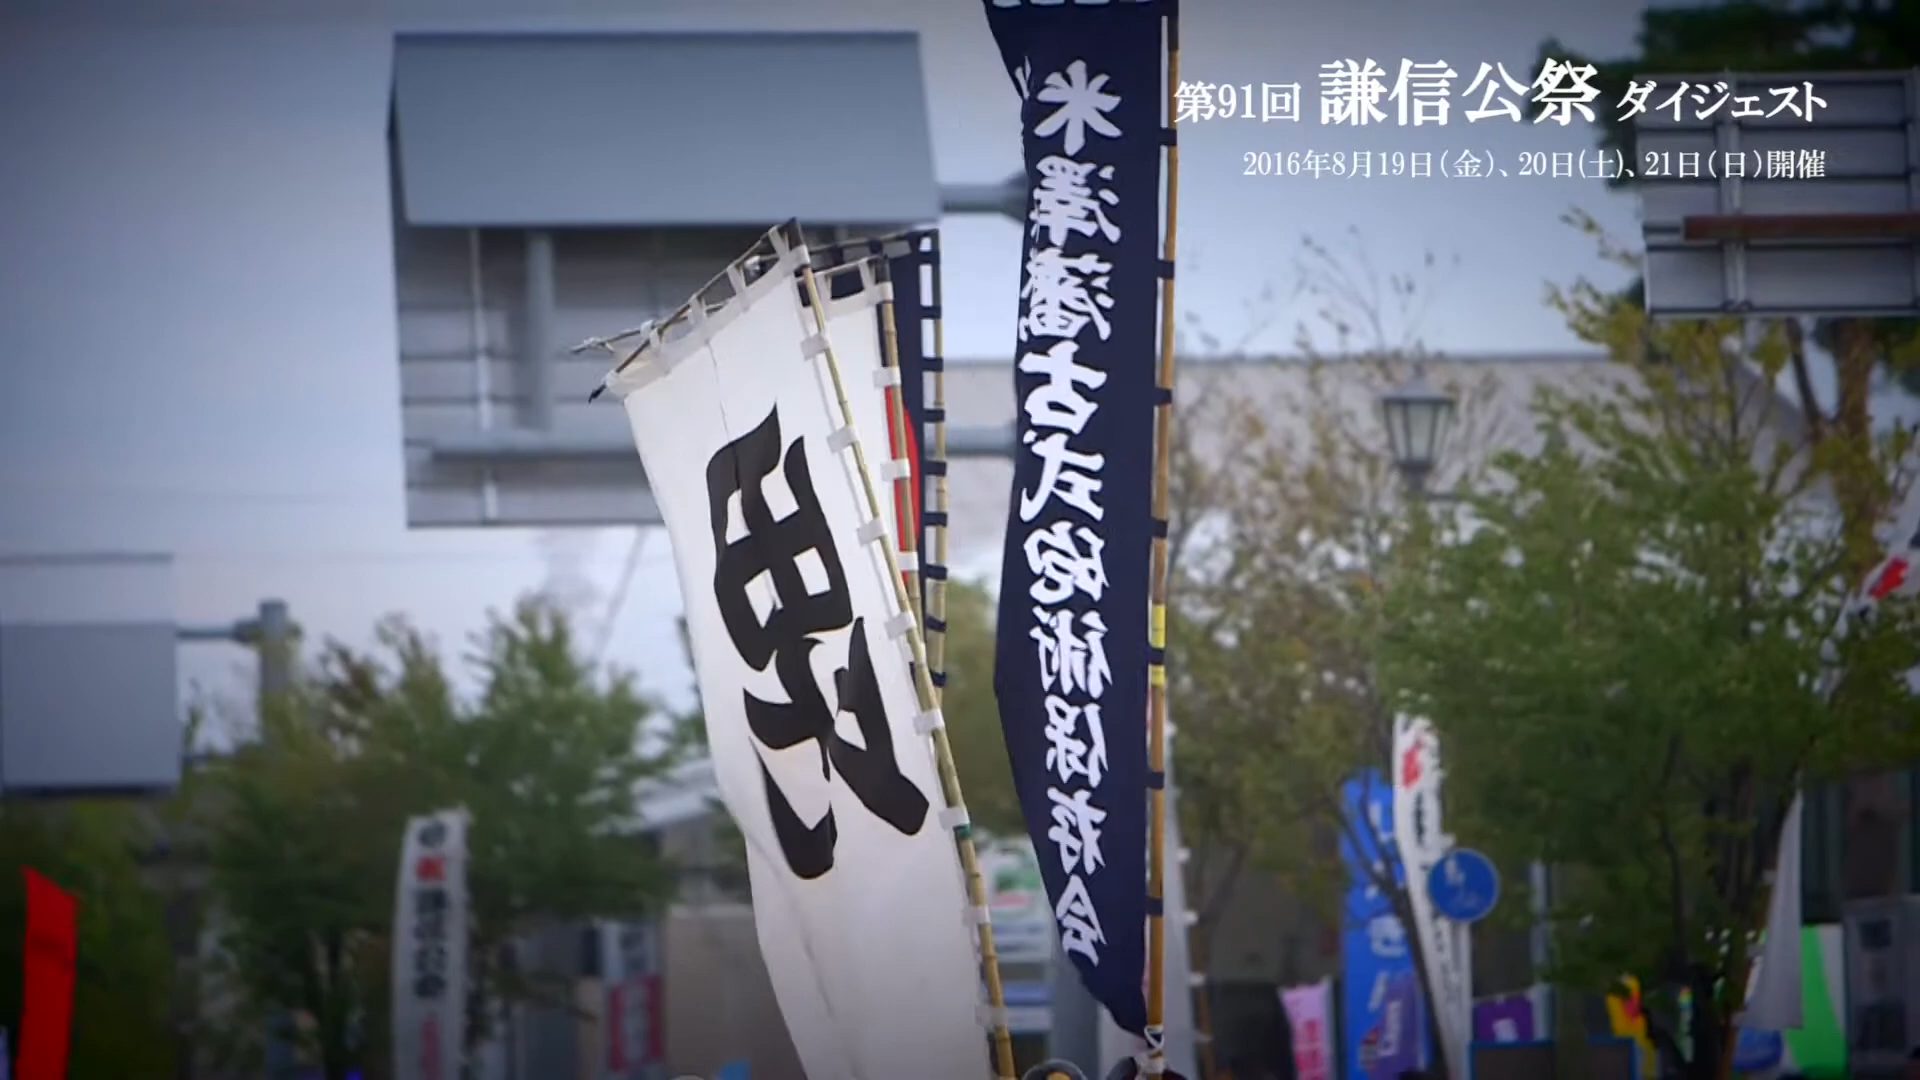 第91回 謙信公祭 ダイジェスト
2016年8月19日(金)、20日(土)、21日(日)開催
米澤藩古式砲術保存会